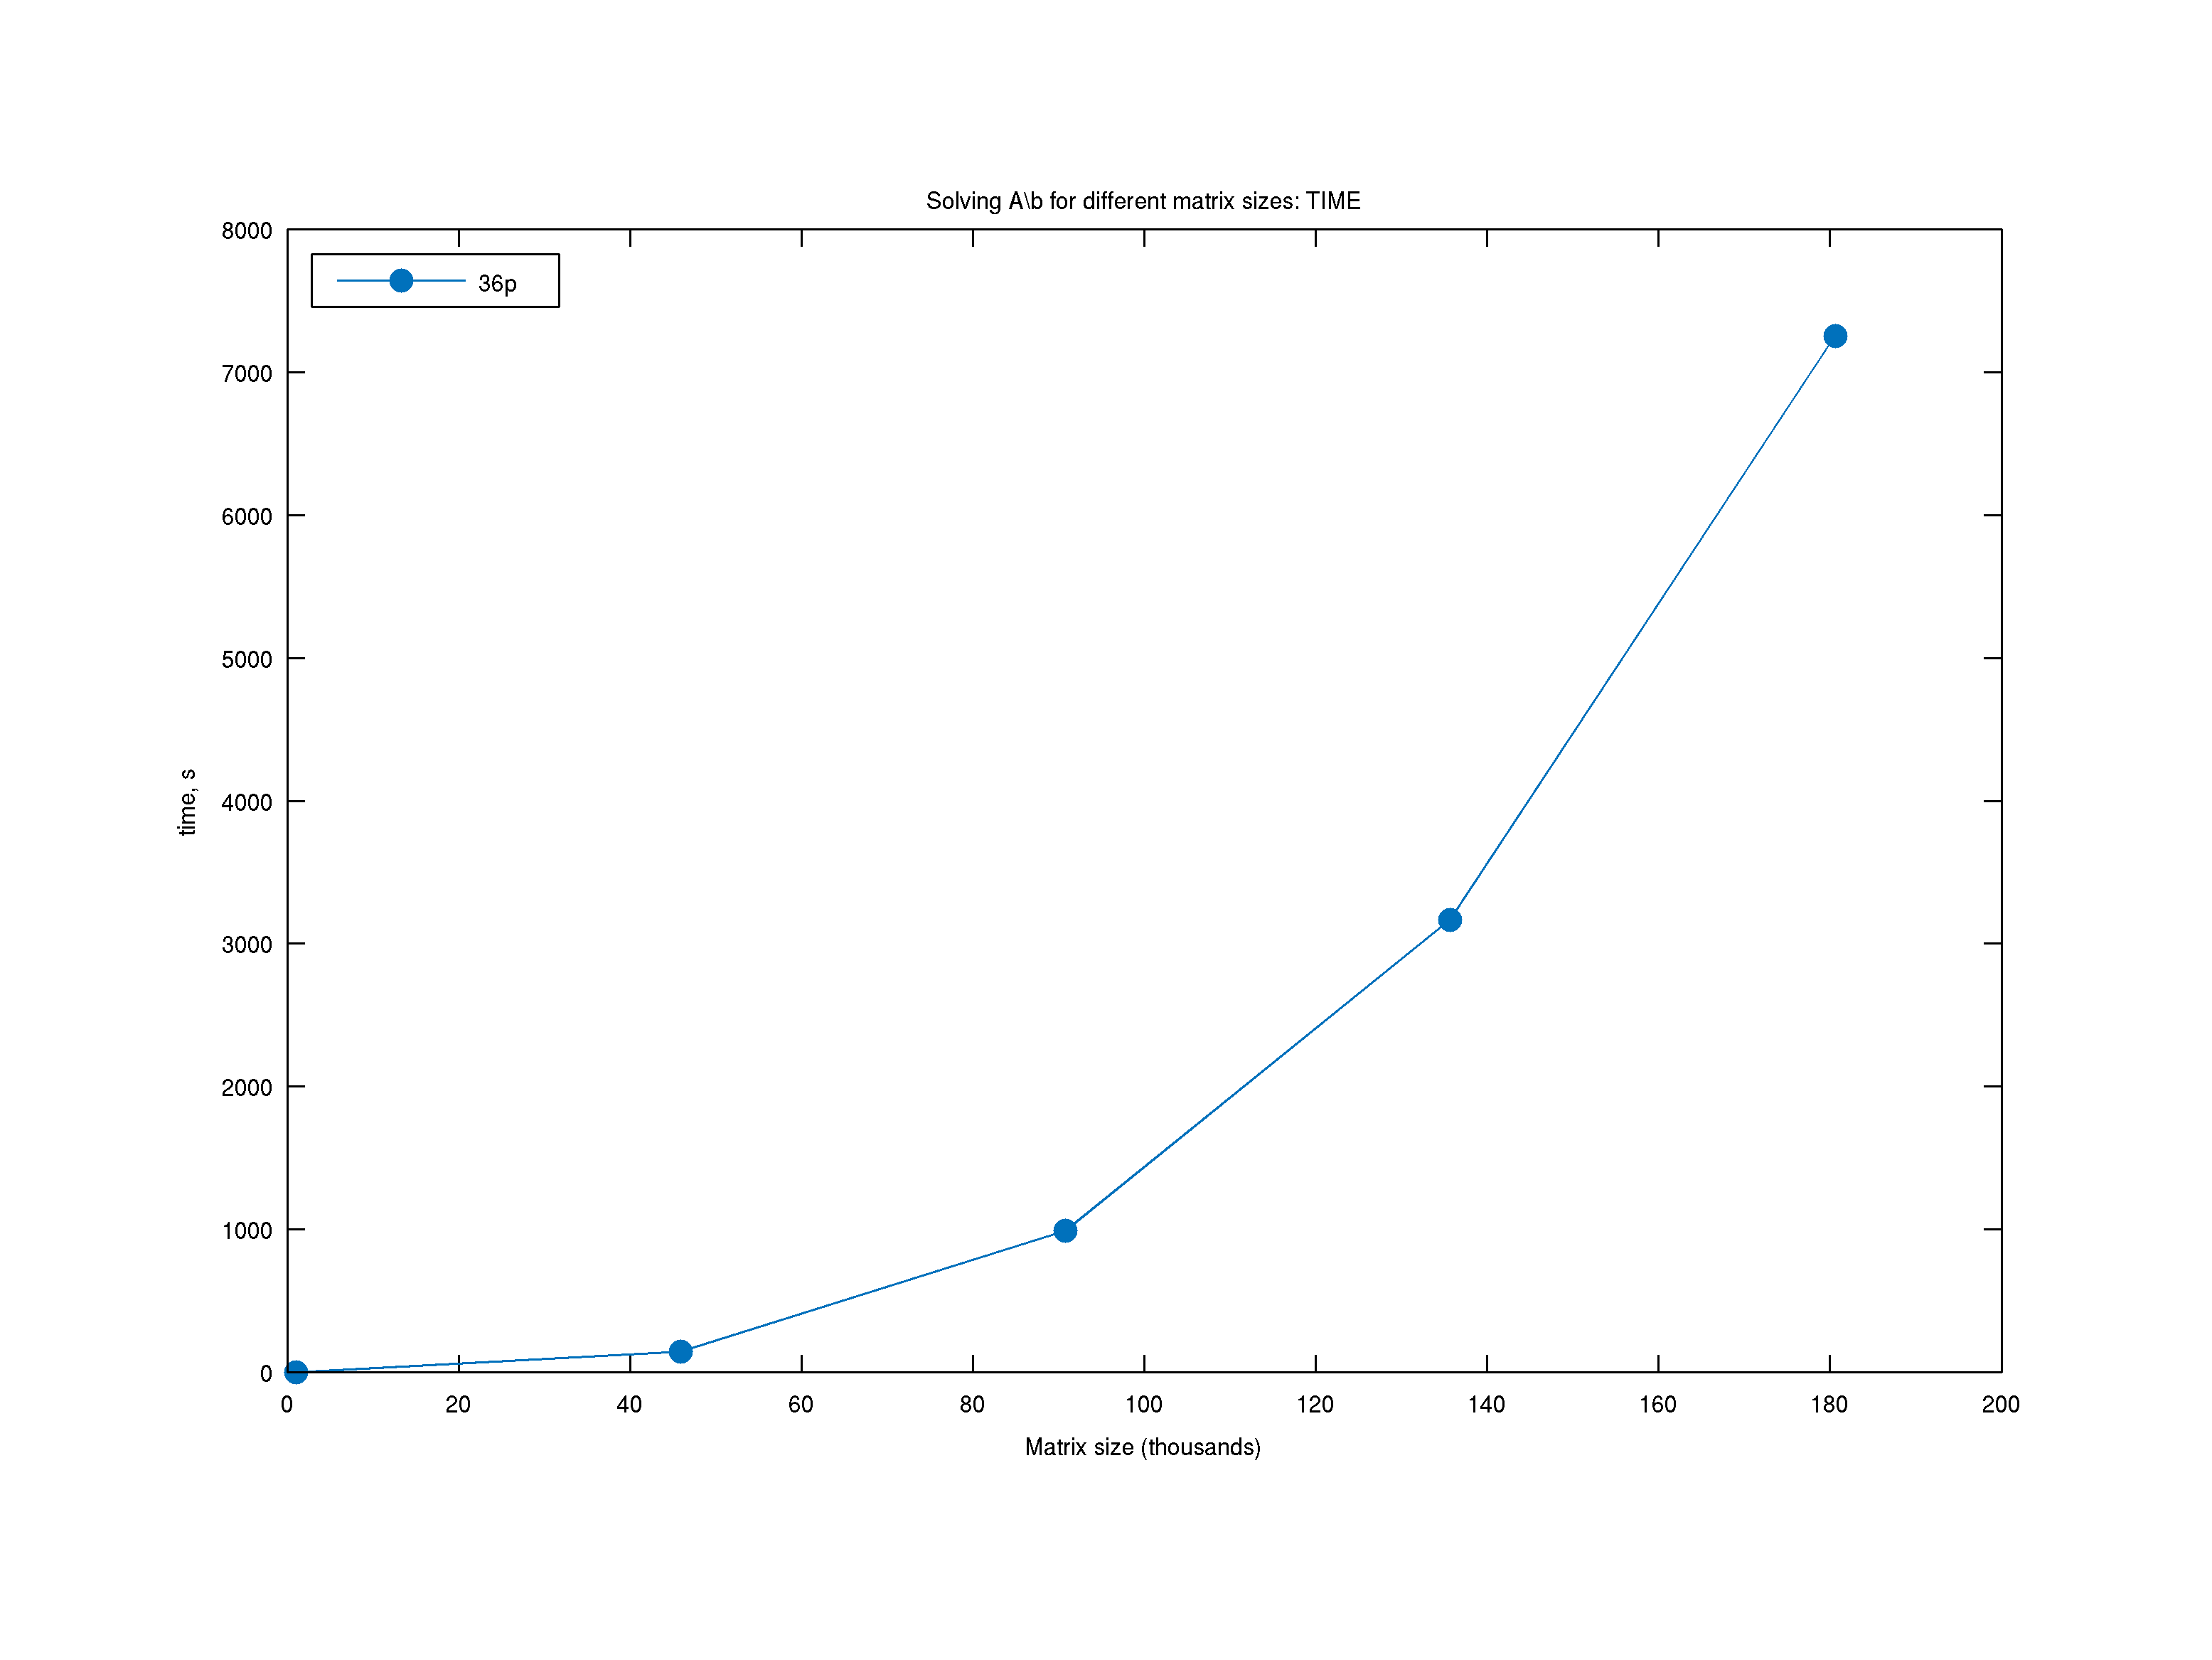 Solving A\b for different matrix sizes: TIME
8000
36p
7000
6000
5000
4000
3000
2000
1000
0
time, s
0 20 40 60 80 100 120 140 160 180 200
Matrix size (thousands)